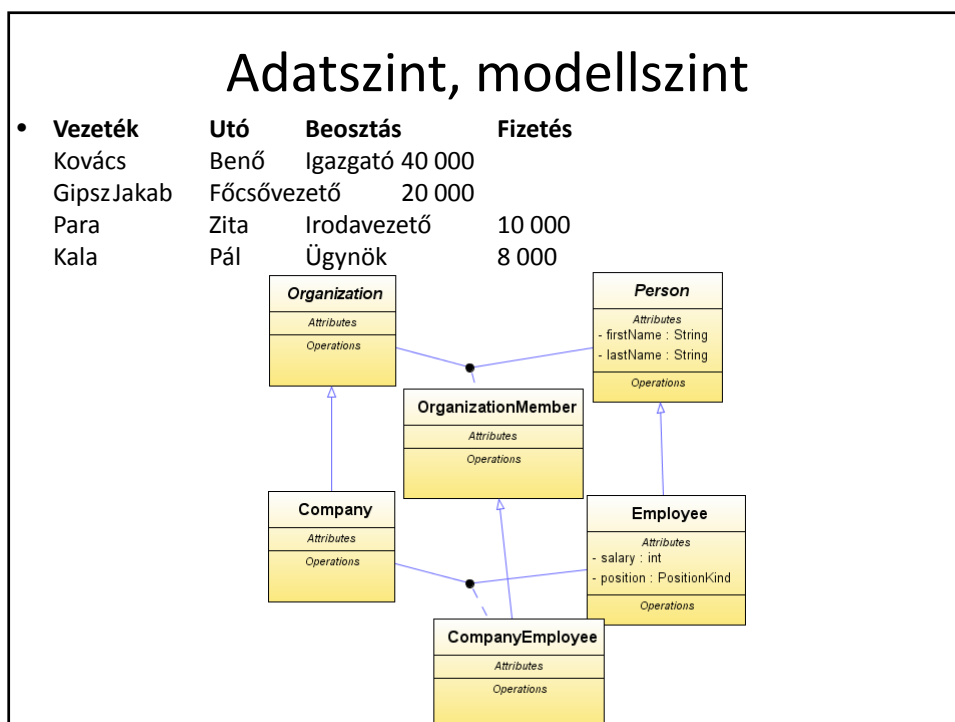 Adatszint, modellszint
• Vezeték Utó Beosztás Fizetés
Kovács Benő Igazgató 40 000
Gipsz Jakab Főcsővezető 20 000
Para Zita Irodavezető 10 000
Kala Pál Ügynök 8 000
Organization
Attributes
Operations
Person
Attributes
- firstName : String
- lastName : String
Operations
OrganizationMember
Attributes
Operations
Company
Attributes
Operations
Employee
Attributes
- salary : int
- position : PositionKind
Operations
CompanyEmployee
Attributes
Operations